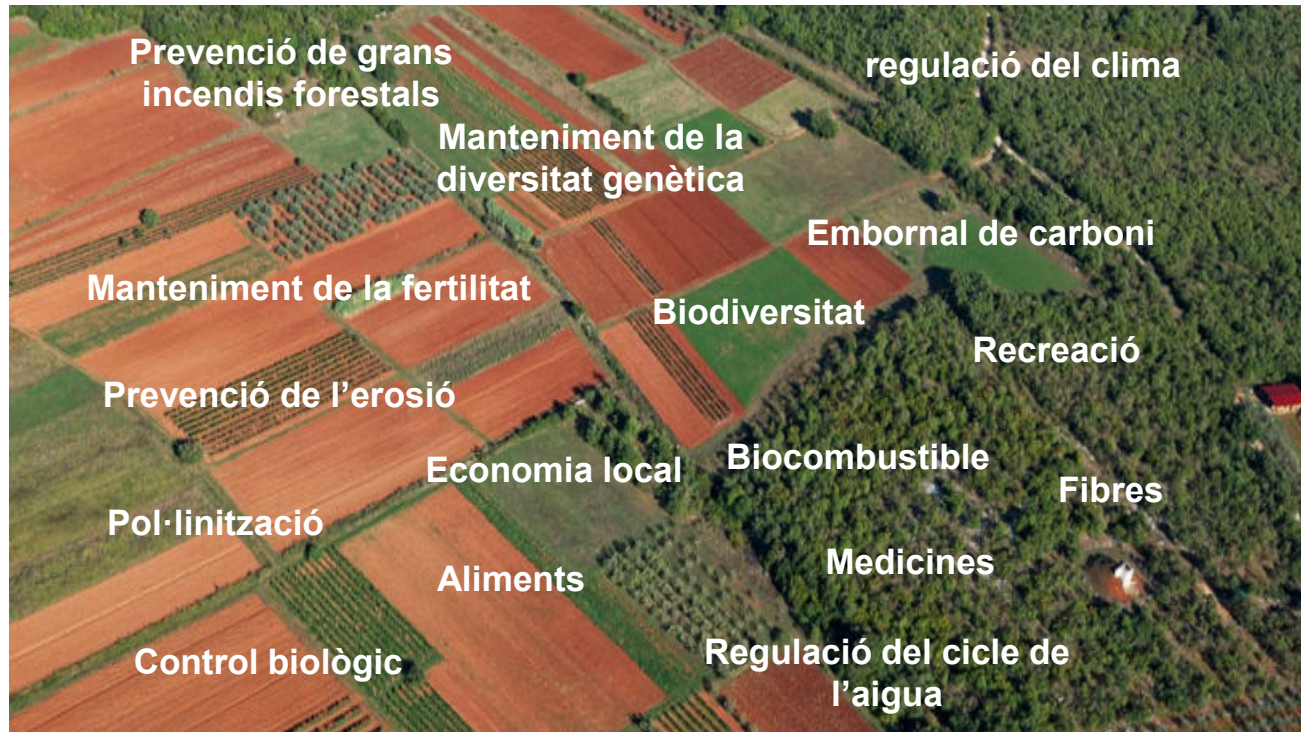 Prevenció de grans
incendis forestals
regulació del clima
Manteniment de la
diversitat genètica
Embornal de carboni
Manteniment de la fertilitat
Biodiversitat
Recreació
Prevenció de l’erosió
Economia local
Biocombustible
Fibres
Pol·linització
Aliments
Medicines
Control biològic
Regulació del cicle de
l’aigua